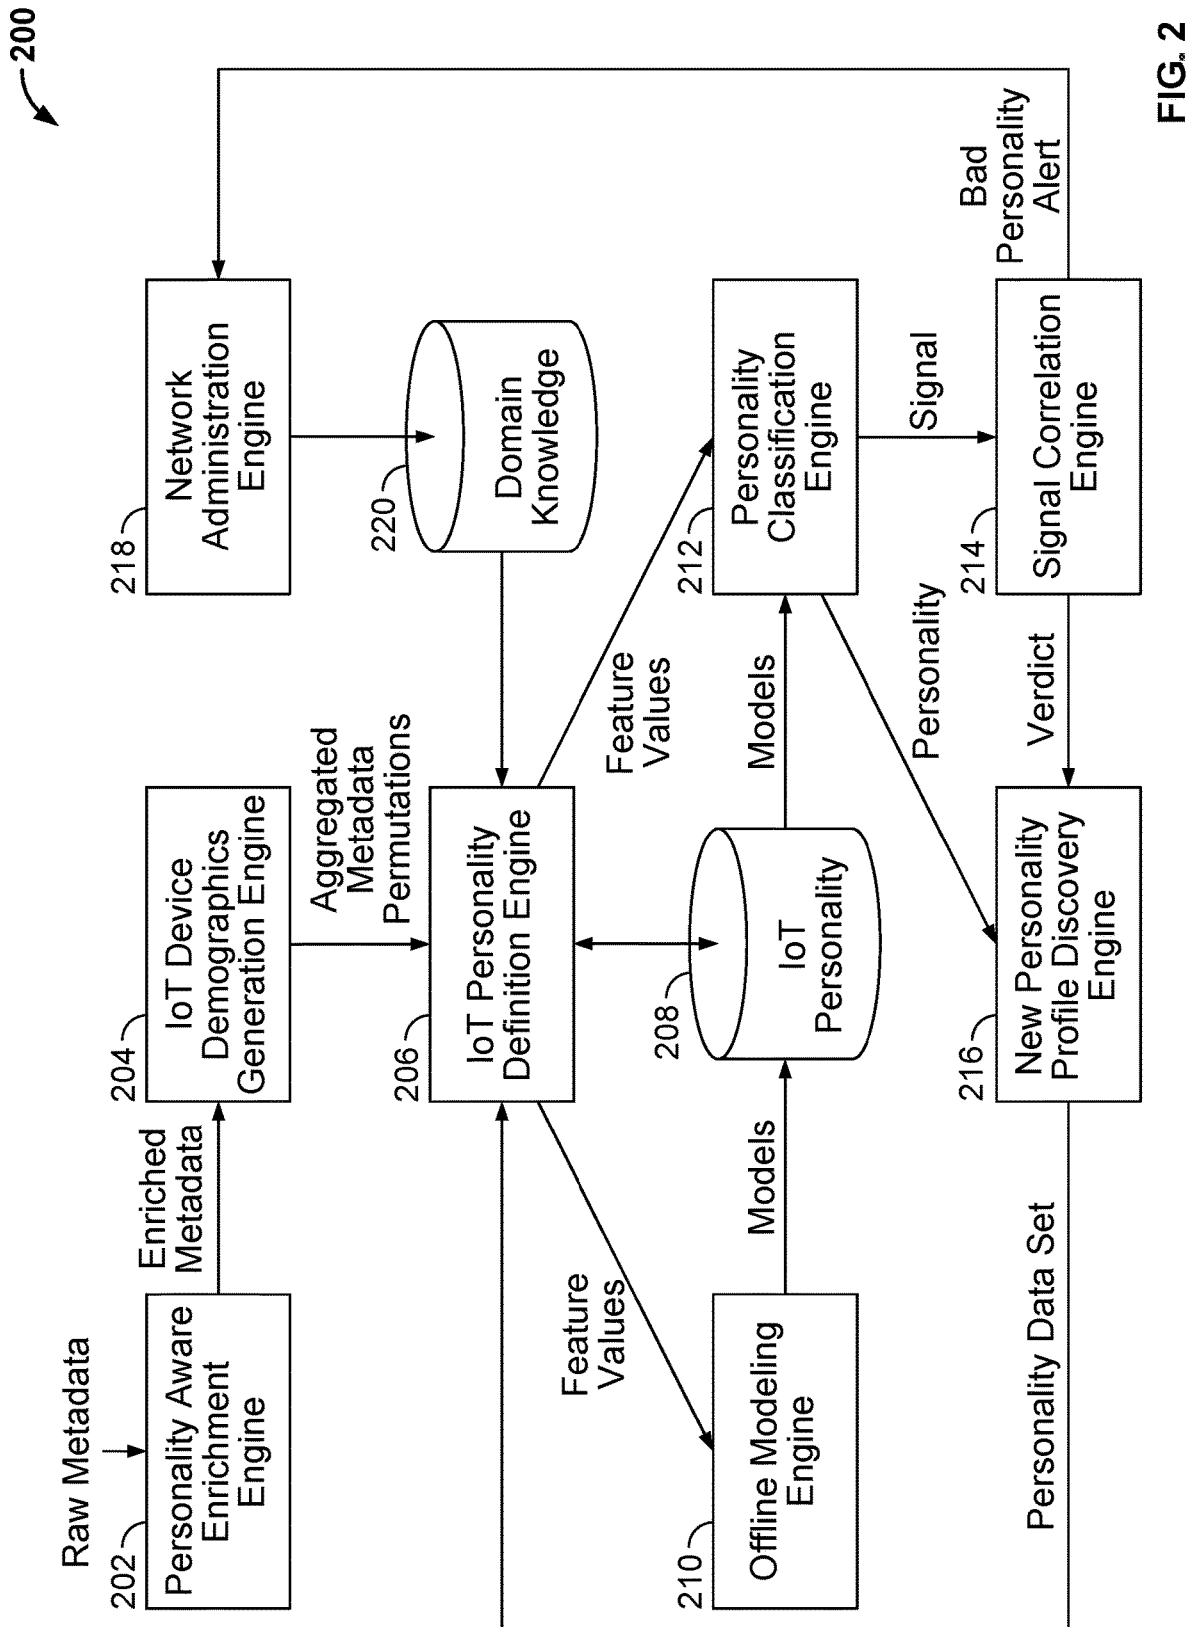 200
Raw Metadata
202
Personality Aware
Enrichment
Engine
Enriched
Metadata
204
IoT Device
Demographics
Generation Engine
218
Network
Administration
Engine
Aggregated
Metadata
Permutations
220
Domain
Knowledge
206
IoT Personality
Definition Engine
Feature
Values
Feature
Values
210
Offline Modeling
Engine
Models
208
IoT
Personality
Models
212
Personality
Classification
Engine
Personality
Signal
Personality Data Set
216
New Personality
Profile Discovery
Engine
Verdict
214
Signal Correlation
Engine
Bad
Personality
Alert
FIG. 2